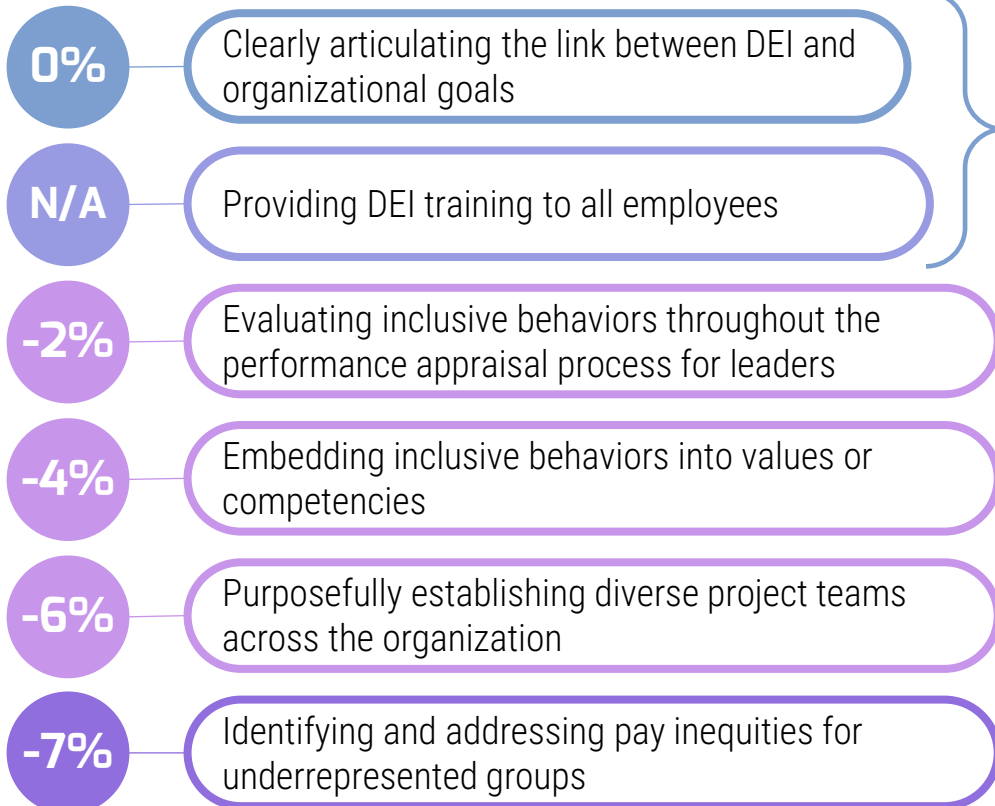 0%
Clearly articulating the link between DEI and
organizational goals
N/A
Providing DEI training to all employees
-2%
Evaluating inclusive behaviors throughout the
performance appraisal process for leaders
-4%
Embedding inclusive behaviors into values or
competencies
-6%
Purposefully establishing diverse project teams
across the organization
-7%
Identifying and addressing pay inequities for
underrepresented groups